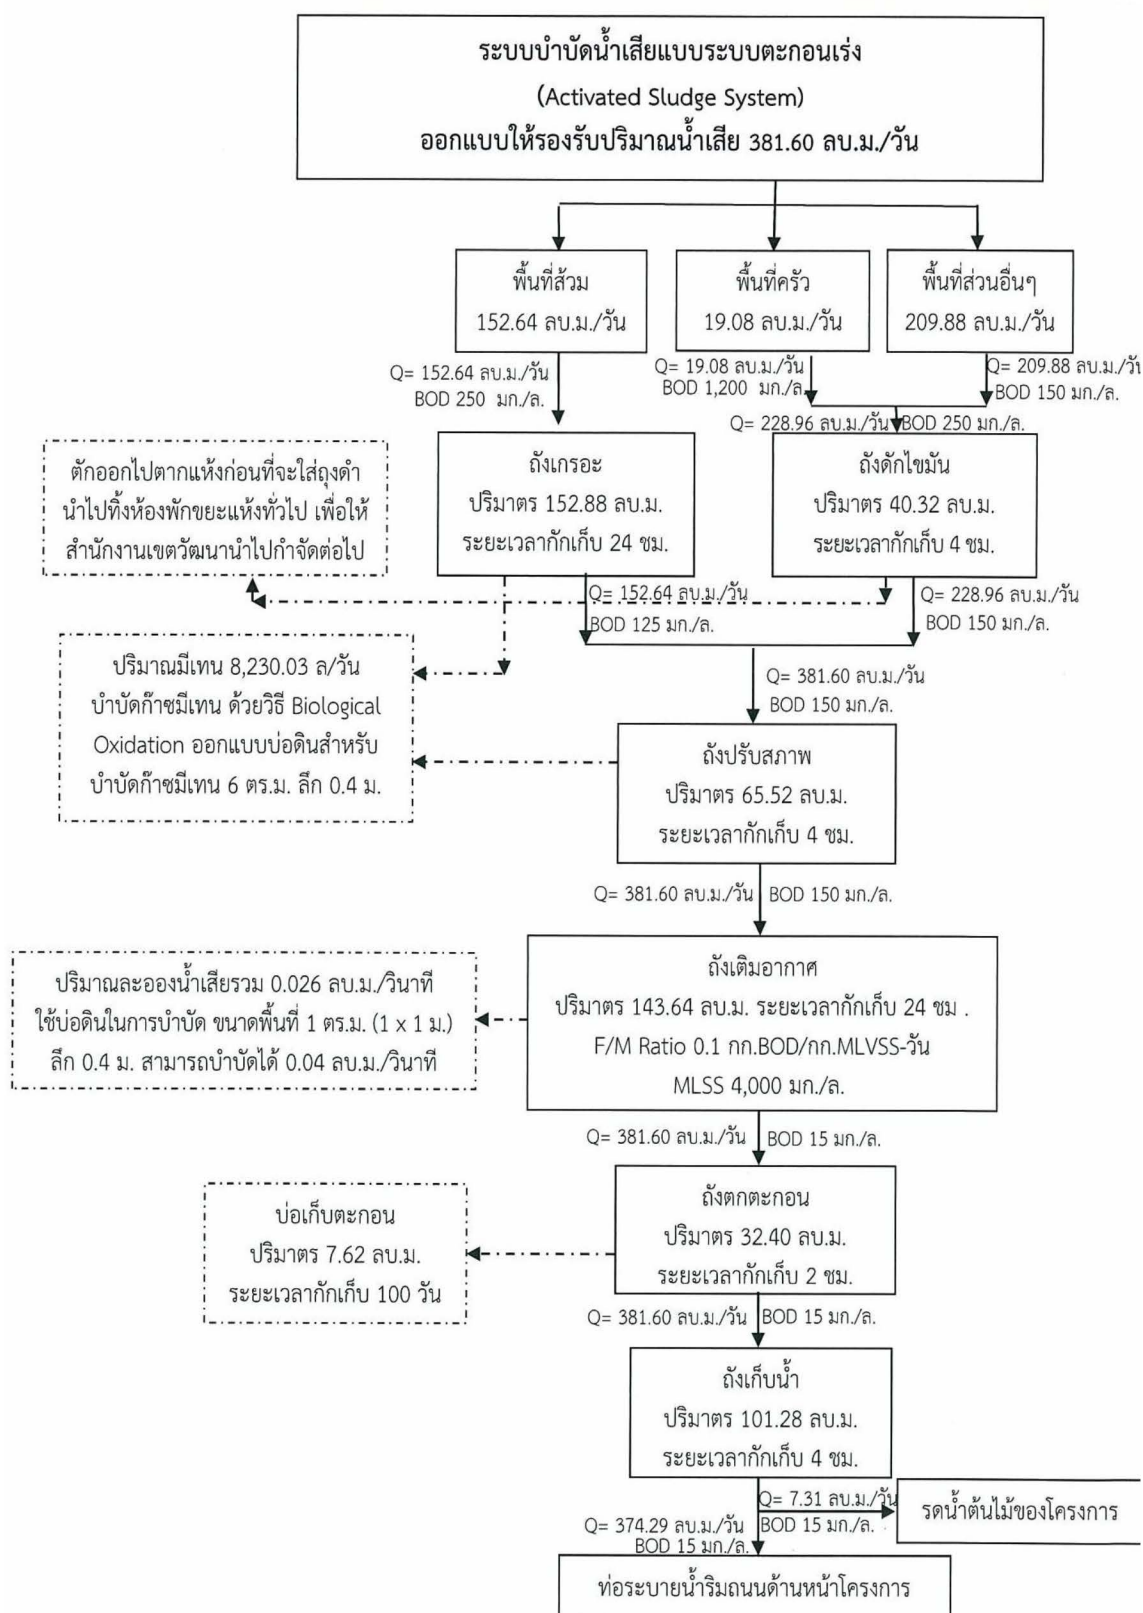 ระบบบำบัดน้ำเสียแบบระบบตะกอนเร่ง
(Activated Sludge System)
ออกแบบให้รองรับปริมาณน้ำเสีย 381.60 ลบ.ม./วัน
พื้นที่ส้วม
152.64 ลบ.ม./วัน
พื้นที่ครัว
19.08 ลบ.ม./วัน
พื้นที่ส่วนอื่นๆ
209.88 ลบ.ม./วัน
Q= 152.64 ลบ.ม./วัน
BOD 250 มก./ล.
Q= 19.08 ลบ.ม./วัน
BOD 1,200 มก./ล.
Q= 209.88 ลบ.ม./วัน
BOD 150 มก./ล.
Q= 228.96 ลบ.ม./วัน BOD 250 มก./ล.
ตักออกไปตากแห้งก่อนที่จะใส่ถุงดำ
นำไปทิ้งห้องพักขยะแห้งทั่วไป เพื่อให้
สำนักงานเขตวัฒนานำไปกำจัดต่อไป
ถังเกรอะ
ปริมาตร 152.88 ลบ.ม.
ระยะเวลากักเก็บ 24 ชม.
ถังดักไขมัน
ปริมาตร 40.32 ลบ.ม.
ระยะเวลากักเก็บ 4 ชม.
Q= 152.64 ลบ.ม./วัน
BOD 125 มก./ล.
Q= 228.96 ลบ.ม./วัน
BOD 150 มก./ล.
ปริมาณมีเทน 8,230.03 ล/วัน
บำบัดก๊าซมีเทน ด้วยวิธี Biological
Oxidation ออกแบบบ่อดินสำหรับ
บำบัดก๊าซมีเทน 6 ตร.ม. ลึก 0.4 ม.
Q= 381.60 ลบ.ม./วัน
BOD 150 มก./ล.
ถังปรับสภาพ
ปริมาตร 65.52 ลบ.ม.
ระยะเวลากักเก็บ 4 ชม.
Q= 381.60 ลบ.ม./วัน BOD 150 มก./ล.
ปริมาณละอองน้ำเสียรวม 0.026 ลบ.ม./วินาที
ใช้บ่อดินในการบำบัด ขนาดพื้นที่ 1 ตร.ม. (1 x 1 ม.)
ลึก 0.4 ม. สามารถบำบัดได้ 0.04 ลบ.ม./วินาที
ถังเติมอากาศ
ปริมาตร 143.64 ลบ.ม. ระยะเวลากักเก็บ 24 ชม .
F/M Ratio 0.1 กก.BOD/กก.MLVSS-วัน
MLSS 4,000 มก./ล.
Q= 381.60 ลบ.ม./วัน BOD 15 มก./ล.
บ่อเก็บตะกอน
ปริมาตร 7.62 ลบ.ม.
ระยะเวลากักเก็บ 100 วัน
ถังตกตะกอน
ปริมาตร 32.40 ลบ.ม.
ระยะเวลากักเก็บ 2 ชม.
Q= 381.60 ลบ.ม./วัน BOD 15 มก./ล.
ถังเก็บน้ำ
ปริมาตร 101.28 ลบ.ม.
ระยะเวลากักเก็บ 4 ชม.
Q= 7.31 ลบ.ม./วัน
BOD 15 มก./ล.
รดน้ำต้นไม้ของโครงการ
Q= 374.29 ลบ.ม./วัน
BOD 15 มก./ล.
ท่อระบายน้ำริมถนนด้านหน้าโครงการ